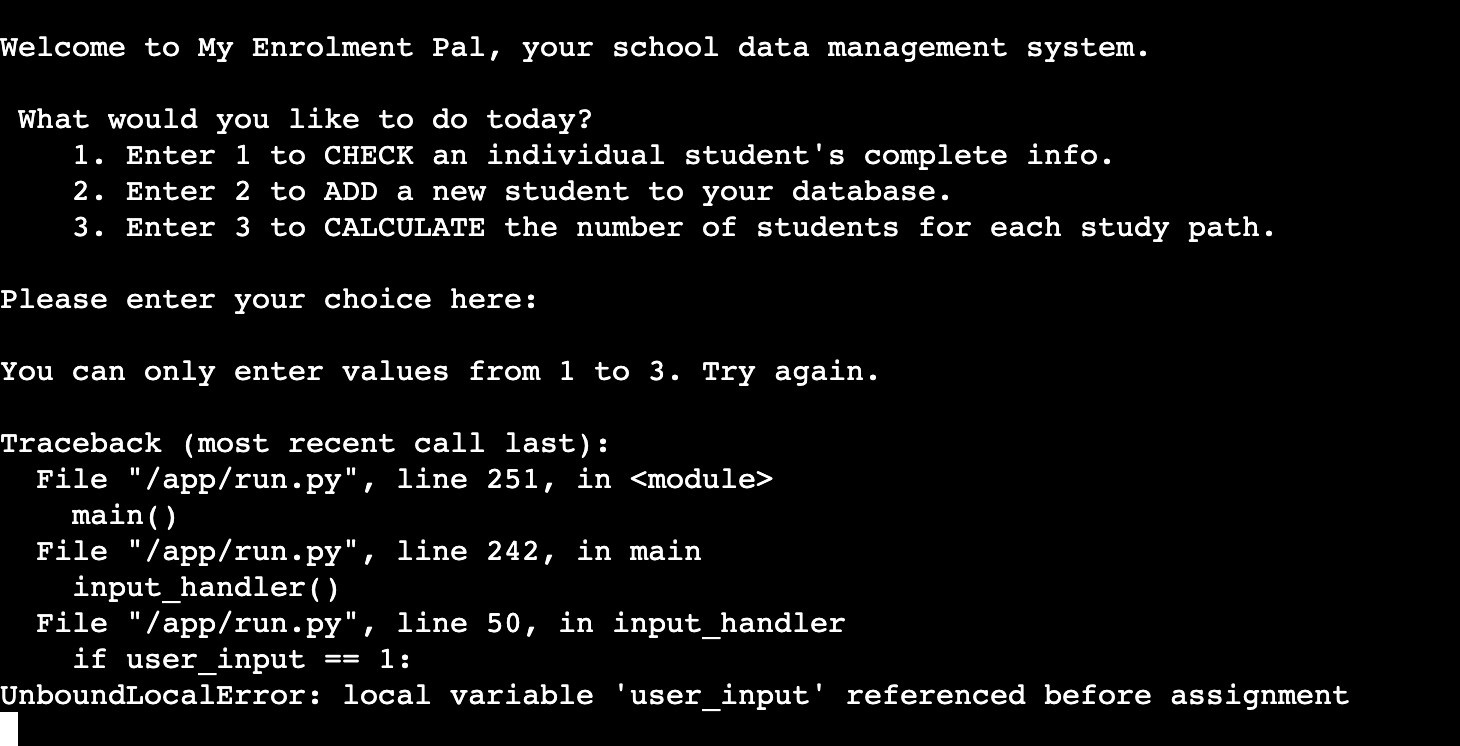 Welcome to My Enrolment Pal, your school data management system.
What would you like to do today?
1. Enter 1 to CHECK an individual student's complete info.
2. Enter 2 to ADD a new student to your database.
3. Enter 3 to CALCULATE the number of students for each study path.
Please enter your choice here:
You can only enter values from 1 to 3. Try again.
Traceback (most recent call last):
File "/app/run.py", line 251, in <module>
main()
File "/app/run.py", line 242, in main
input_handler()
File "/app/run.py", line 50, in input_handler
if user_input == 1:
UnboundLocalError: local variable 'user_input' referenced before assignment